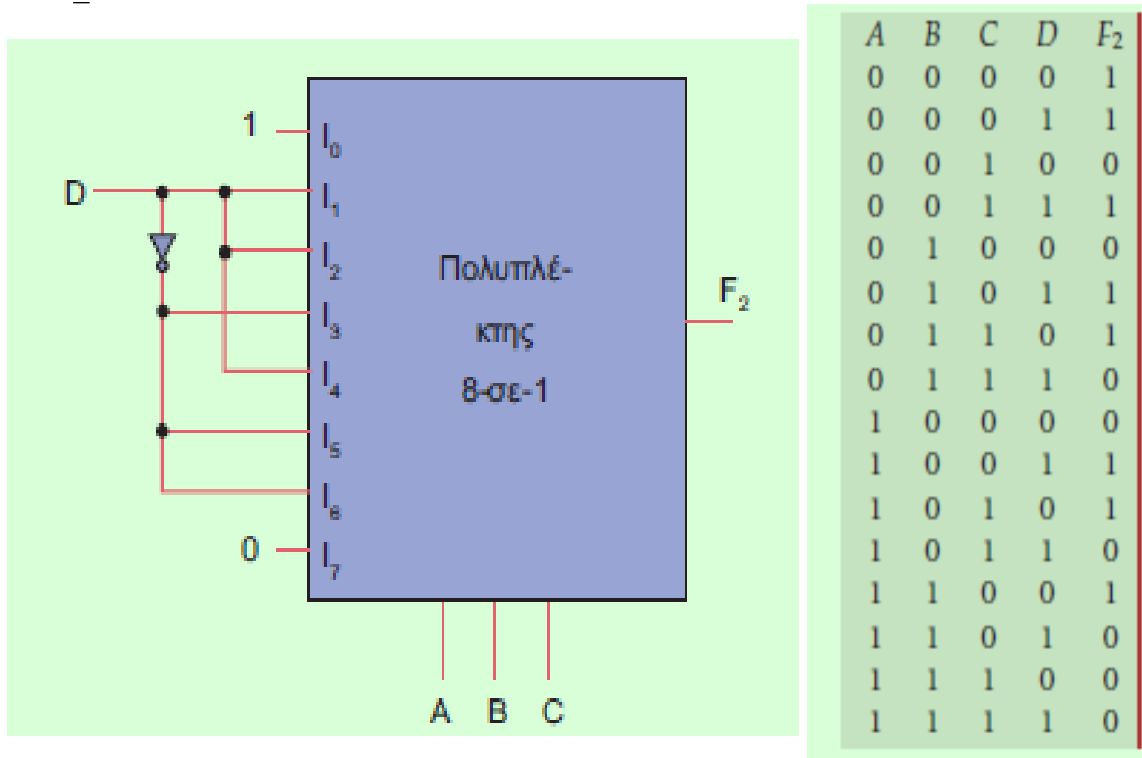 1
I0
D
I1
I2
I3
I4
I5
I6
0
I7
Πολυπλέ-
κτης
8-σε-1
F2
A B C
A B C D F2
0 0 0 0 1
0 0 0 1 1
0 0 1 0 0
0 0 1 1 1
0 1 0 0 0
0 1 0 1 1
0 1 1 0 1
0 1 1 1 0
1 0 0 0 0
1 0 0 1 1
1 0 1 0 1
1 0 1 1 0
1 1 0 0 1
1 1 0 1 0
1 1 1 0 0
1 1 1 1 0